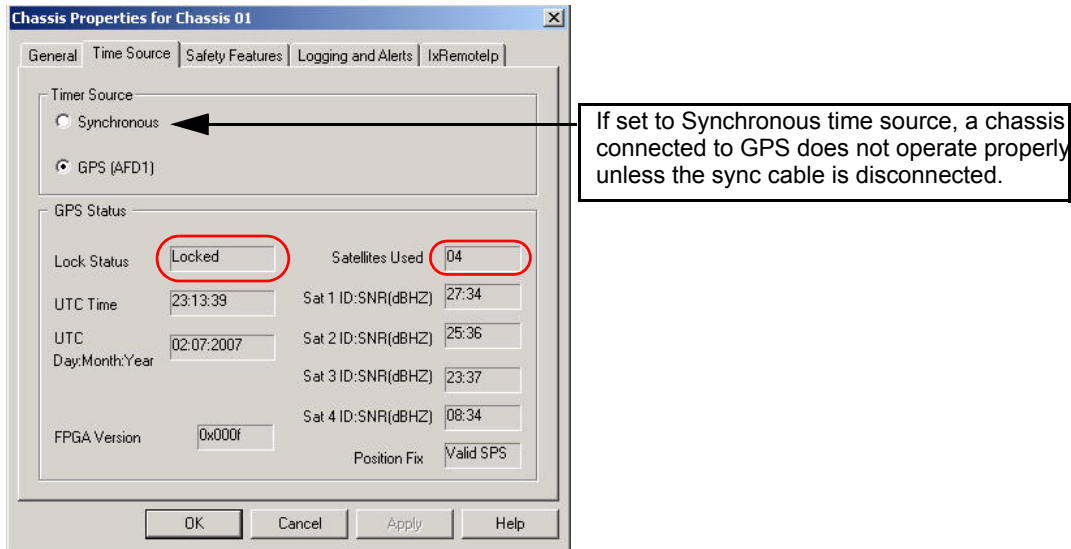 Chassis Properties for Chassis 01
General Time Source Safety Features Logging and Alerts IxRemoteIp
Timer Source
Synchronous
GPS (AFD1)
If set to Synchronous time source, a chassis
connected to GPS does not operate properly
unless the sync cable is disconnected.
GPS Status
Lock Status Locked Satellites Used 04
UTC Time 23:13:39 Sat 1 ID:SNR(dBHZ) 27:34
UTC
Day:Month:Year 02:07:2007 Sat 2 ID:SNR(dBHZ) 25:36
Sat 3 ID:SNR(dBHZ) 23:37
Sat 4 ID:SNR(dBHZ) 08:34
FPGA Version 0x000f
Position Fix Valid SPS
OK Cancel Apply Help